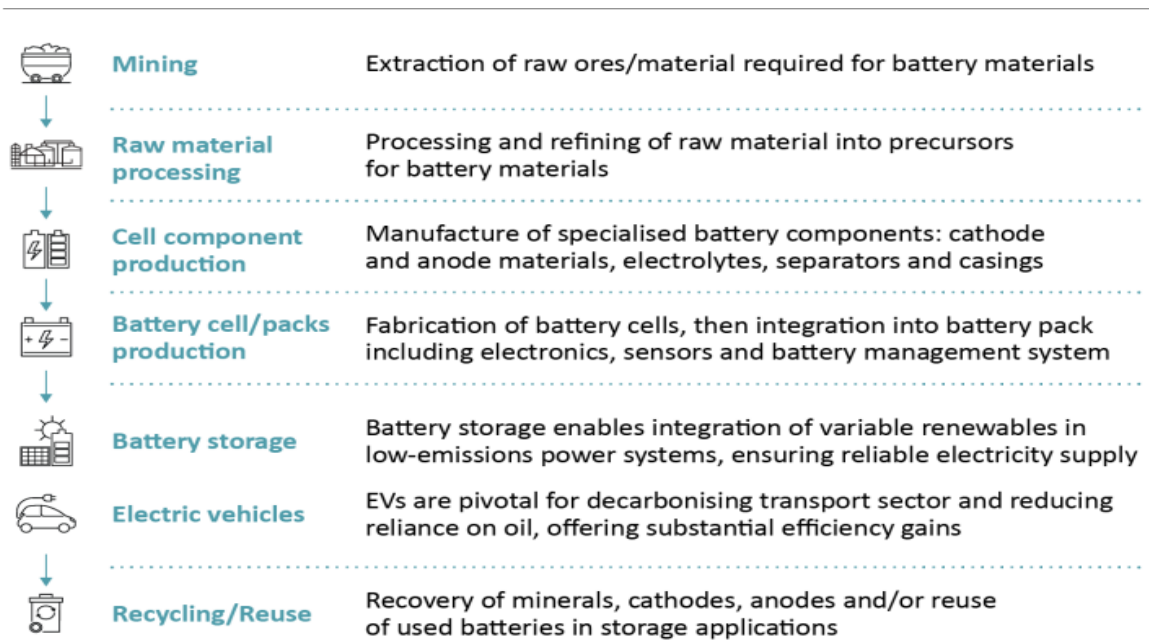 Mining
Extraction of raw ores/material required for battery materials
Raw material
processing
Processing and refining of raw material into precursors
for battery materials
Cell component
production
Manufacture of specialised battery components: cathode
and anode materials, electrolytes, separators and casings
Battery cell/packs
production
Fabrication of battery cells, then integration into battery pack
including electronics, sensors and battery management system
Battery storage
Battery storage enables integration of variable renewables in
low-emissions power systems, ensuring reliable electricity supply
Electric vehicles
EVs are pivotal for decarbonising transport sector and reducing
reliance on oil, offering substantial efficiency gains
Recycling/Reuse
Recovery of minerals, cathodes, anodes and/or reuse
of used batteries in storage applications